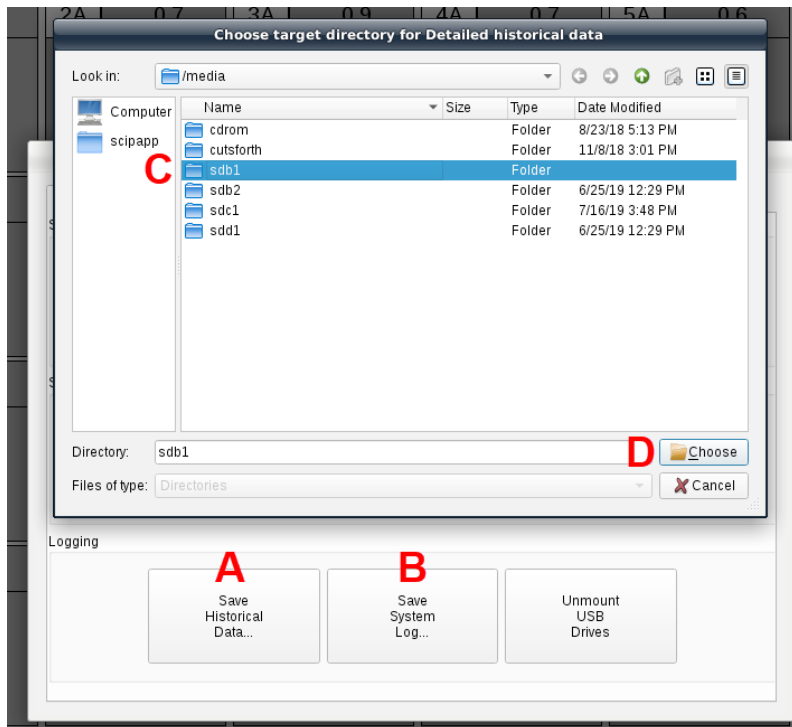 2A 0.7 3A 0.9 4A 0.7 5A 0.6
Choose target directory for Detailed historical data
Look in: /media
Computer
scipapp
C
Name Size Type Date Modified
cdrom Folder 8/23/18 5:13 PM
cutsforth Folder 11/8/18 3:01 PM
sdb1 Folder
sdb2 Folder 6/25/19 12:29 PM
sdc1 Folder 7/16/19 3:48 PM
sdd1 Folder 6/25/19 12:29 PM
Directory: sdb1 D Choose
Files of type: Directories Cancel
Logging
A B
Save
Historical
Data...
Save
System
Log...
Unmount
USB
Drives